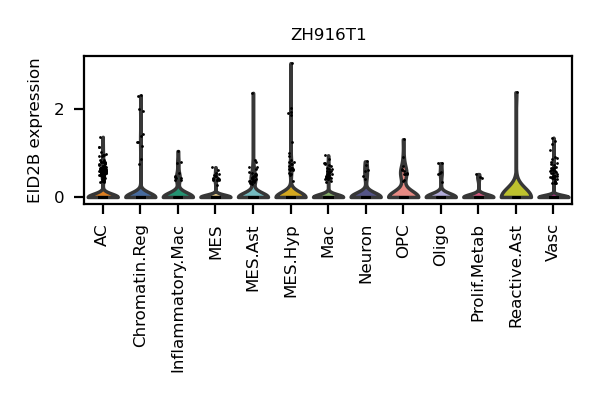 ZH916T1
EID2B expression
2
0
AC
Chromatin.Reg
Inflammatory.Mac
MES
MES.Ast
MES.Hyp
Mac
Neuron
OPC
Oligo
Prolif.Metab
Reactive.Ast
Vasc